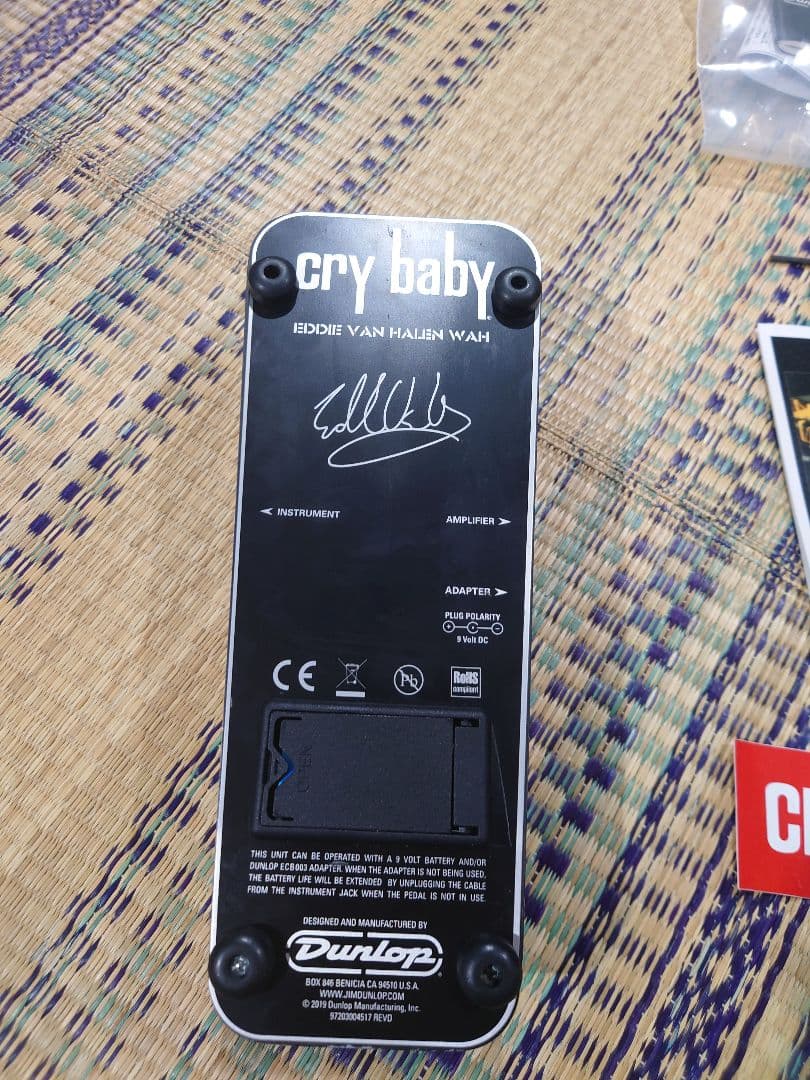 cry baby
EDDIE VAN HALEN WAH
INSTRUMENT
AMPLIFIER
ADAPTER
PLUG POLARITY
9 Volt DC
CE
Pb
RoHS
compliant
OPEN
THIS UNIT CAN BE OPERATED WITH A 9 VOLT BATTERY AND/OR
DUNLOP ECB003 ADAPTER. WHEN THE ADAPTER IS NOT BEING USED,
THE BATTERY LIFE WILL BE EXTENDED BY UNPLUGGING THE CABLE
FROM THE INSTRUMENT JACK WHEN THE PEDAL IS NOT IN USE.
DESIGNED AND MANUFACTURED BY
Dunlop
BOX 846 BENICIA CA 94510 U.S.A.
WWW.JIMDUNLOP.COM
© 2019 Dunlop Manufacturing, Inc.
97203004517 REVD